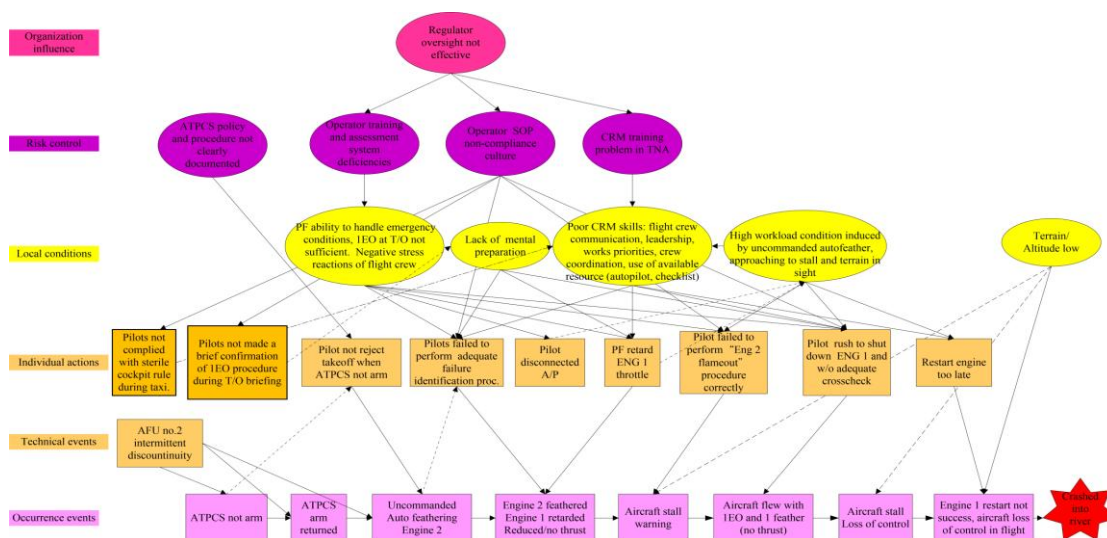 Organization
influence
Regulator
oversight not
effective
Risk control
ATPCS policy
and procedure not
clearly
documented
Operator training
and assessment
system
deficiencies
Operator SOP
non-compliance
culture
CRM training
problem in TNA
Local conditions
PF ability to handle emergency
conditions, 1EO at T/O not
sufficient. Negative stress
reactions of flight crew
Lack of mental
preparation
Poor CRM skills: flight crew
communication, leadership,
works priorities, crew
coordination, use of available
resource (autopilot, checklist)
High workload condition induced
by uncommanded autofeather,
approaching to stall and terrain in
sight
Terrain/
Altitude low
Individual actions
Pilots not
complied
with sterile
cockpit rule
during taxi.
Pilots not made a
brief confirmation
of 1EO procedure
during T/O briefing
Pilot not reject
takeoff when
ATPCS not arm
Pilots failed to
perform adequate
failure
identification proc.
Pilot
disconnected
A/P
PF retard
ENG 1
throttle
Pilot failed to
perform “Eng 2
flameout”
procedure
correctly
Pilot rush to shut
down ENG 1 and
w/o adequate
crosscheck
Restart engine
too late
Technical events
AFU no.2
intermittent
discountinuity
Occurrence events
ATPCS not arm
ATPCS
arm
returned
Uncommanded
Auto feathering
Engine 2
Engine 2 feathered
Engine 1 retarded
Reduced/no thrust
Aircraft stall
warning
Aircraft flew with
1EO and 1 feather
(no thrust)
Aircraft stall
Loss of control
Engine 1 restart not
success, aircraft loss
of control in flight
Crashed
into
river